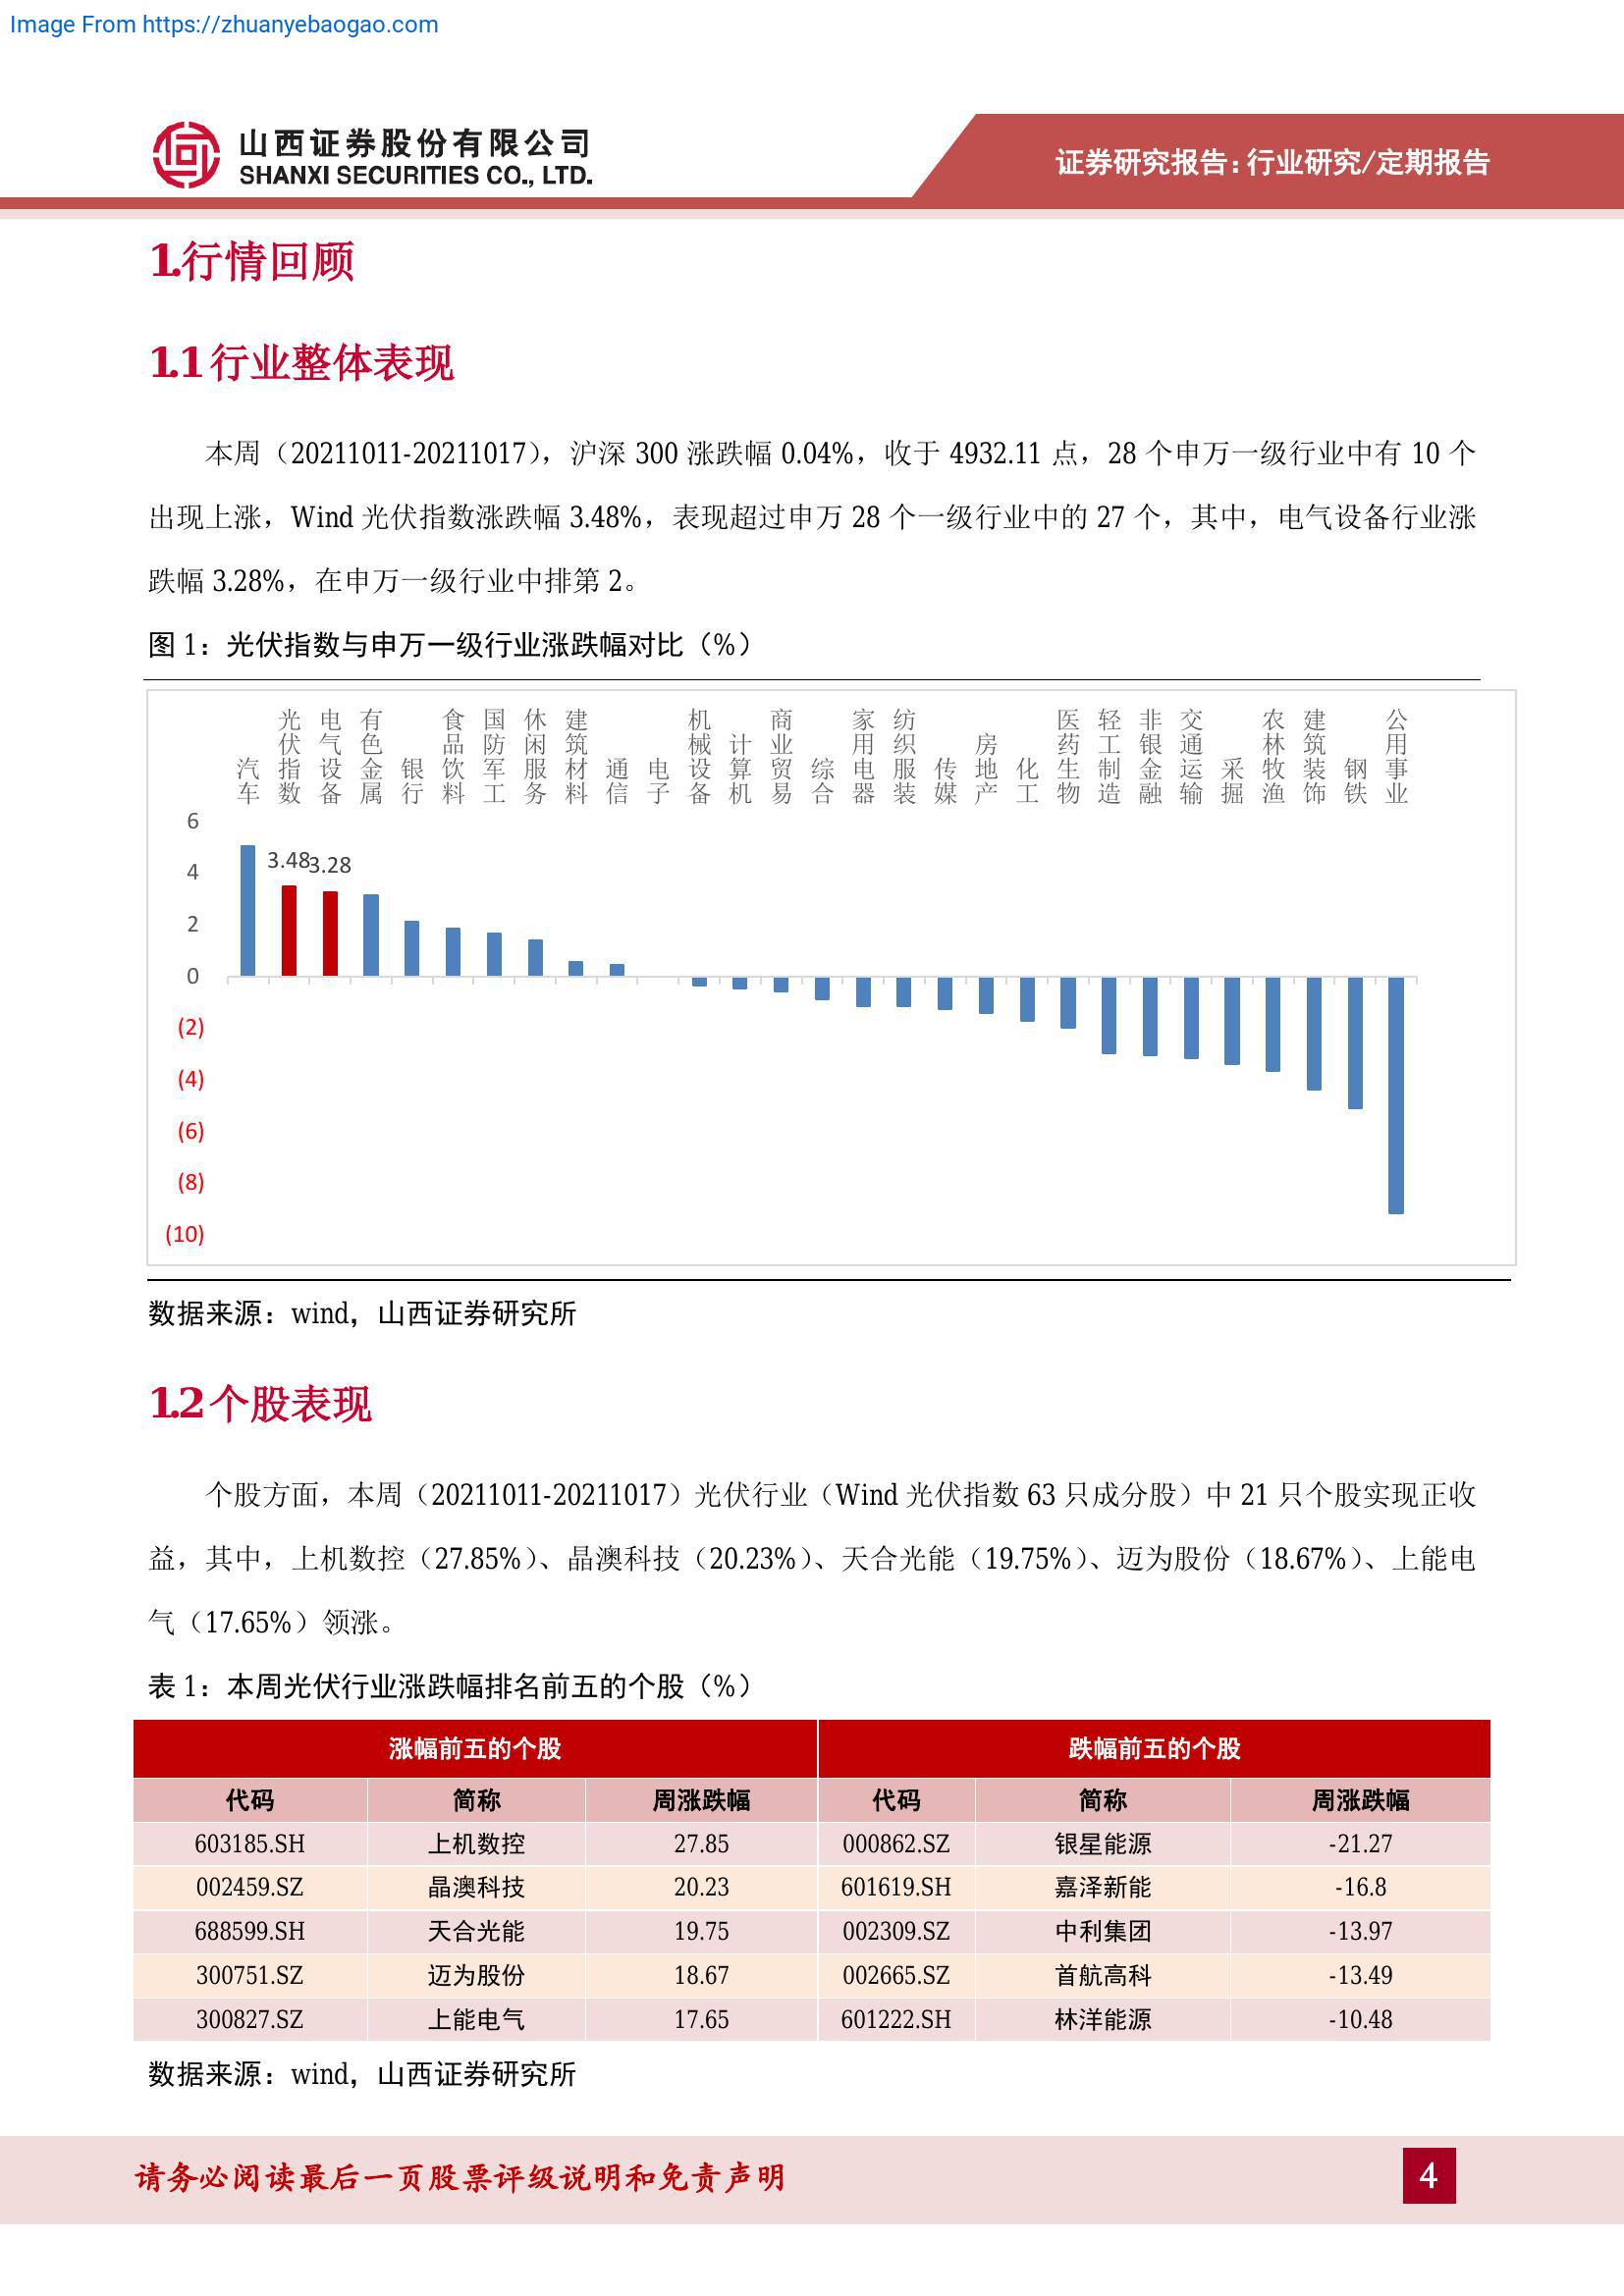 Image From https://zhuanyebaogao.com
山西证券股份有限公司
SHANXI SECURITIES CO., LTD.
证券研究报告:行业研究/定期报告
1.行情回顾
1.1 行业整体表现
本周（20211011-20211017），沪深 300 涨跌幅 0.04%，收于 4932.11 点，28 个申万一级行业中有 10 个
出现上涨，Wind 光伏指数涨跌幅 3.48%，表现超过申万 28 个一级行业中的 27 个，其中，电气设备行业涨
跌幅 3.28%，在申万一级行业中排第 2。
图 1：光伏指数与申万一级行业涨跌幅对比（%）
汽车 光伏指数 电气设备 有色金属 银行 食品饮料 国防军工 休闲服务 建筑材料 通信 电子 机械设备 计算机 商业贸易 综合 家用电器 纺织服装 传媒 房地产 化工 医药生物 轻工制造 非银金融 交通运输 采掘 农林牧渔 建筑装饰 钢铁 公用事业
6
3.48 3.28
4
2
0
(2)
(4)
(6)
(8)
(10)
数据来源：wind，山西证券研究所
1.2 个股表现
个股方面，本周（20211011-20211017）光伏行业（Wind 光伏指数 63 只成分股）中 21 只个股实现正收
益，其中，上机数控（27.85%）、晶澳科技（20.23%）、天合光能（19.75%）、迈为股份（18.67%）、上能电
气（17.65%）领涨。
表 1：本周光伏行业涨跌幅排名前五的个股（%）
涨幅前五的个股 跌幅前五的个股
代码 简称 周涨跌幅 代码 简称 周涨跌幅
603185.SH 上机数控 27.85 000862.SZ 银星能源 -21.27
002459.SZ 晶澳科技 20.23 601619.SH 嘉泽新能 -16.8
688599.SH 天合光能 19.75 002309.SZ 中利集团 -13.97
300751.SZ 迈为股份 18.67 002665.SZ 首航高科 -13.49
300827.SZ 上能电气 17.65 601222.SH 林洋能源 -10.48
数据来源：wind，山西证券研究所
请务必阅读最后一页股票评级说明和免责声明
4